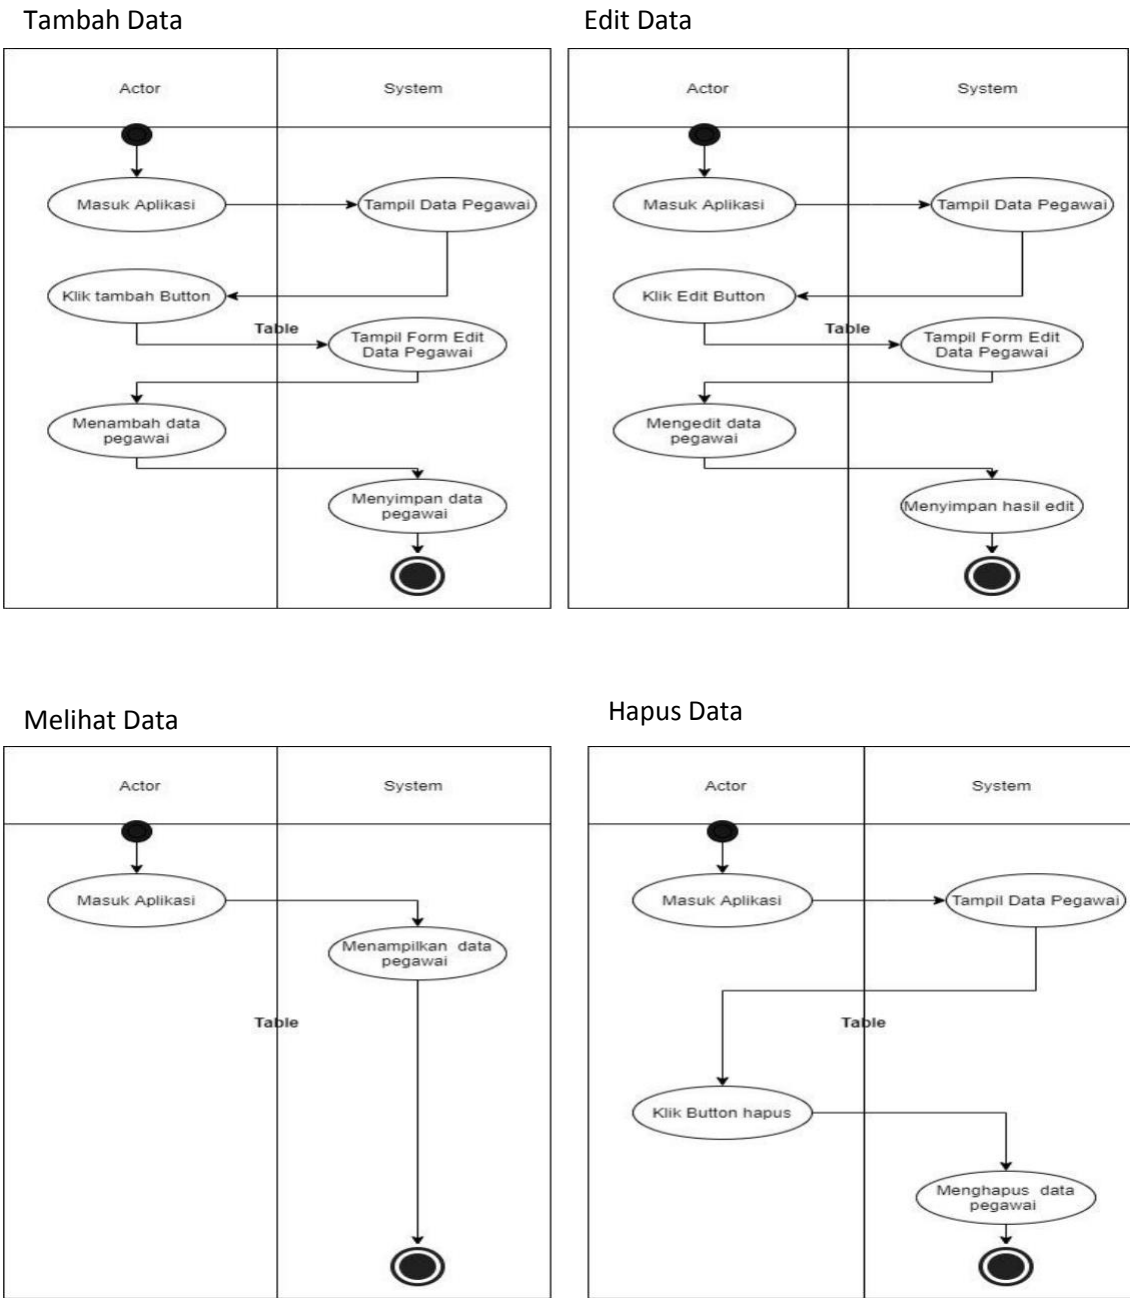 Tambah Data
Actor
System
Masuk Aplikasi
Tampil Data Pegawai
Klik tambah Button
Table
Tampil Form Edit
Data Pegawai
Menambah data
pegawai
Menyimpan data
pegawai
Edit Data
Actor
System
Masuk Aplikasi
Tampil Data Pegawai
Klik Edit Button
Table
Tampil Form Edit
Data Pegawai
Mengedit data
pegawai
Menyimpan hasil edit
Melihat Data
Actor
System
Masuk Aplikasi
Menampilkan data
pegawai
Table
Hapus Data
Actor
System
Masuk Aplikasi
Tampil Data Pegawai
Table
Klik Button hapus
Menghapus data
pegawai